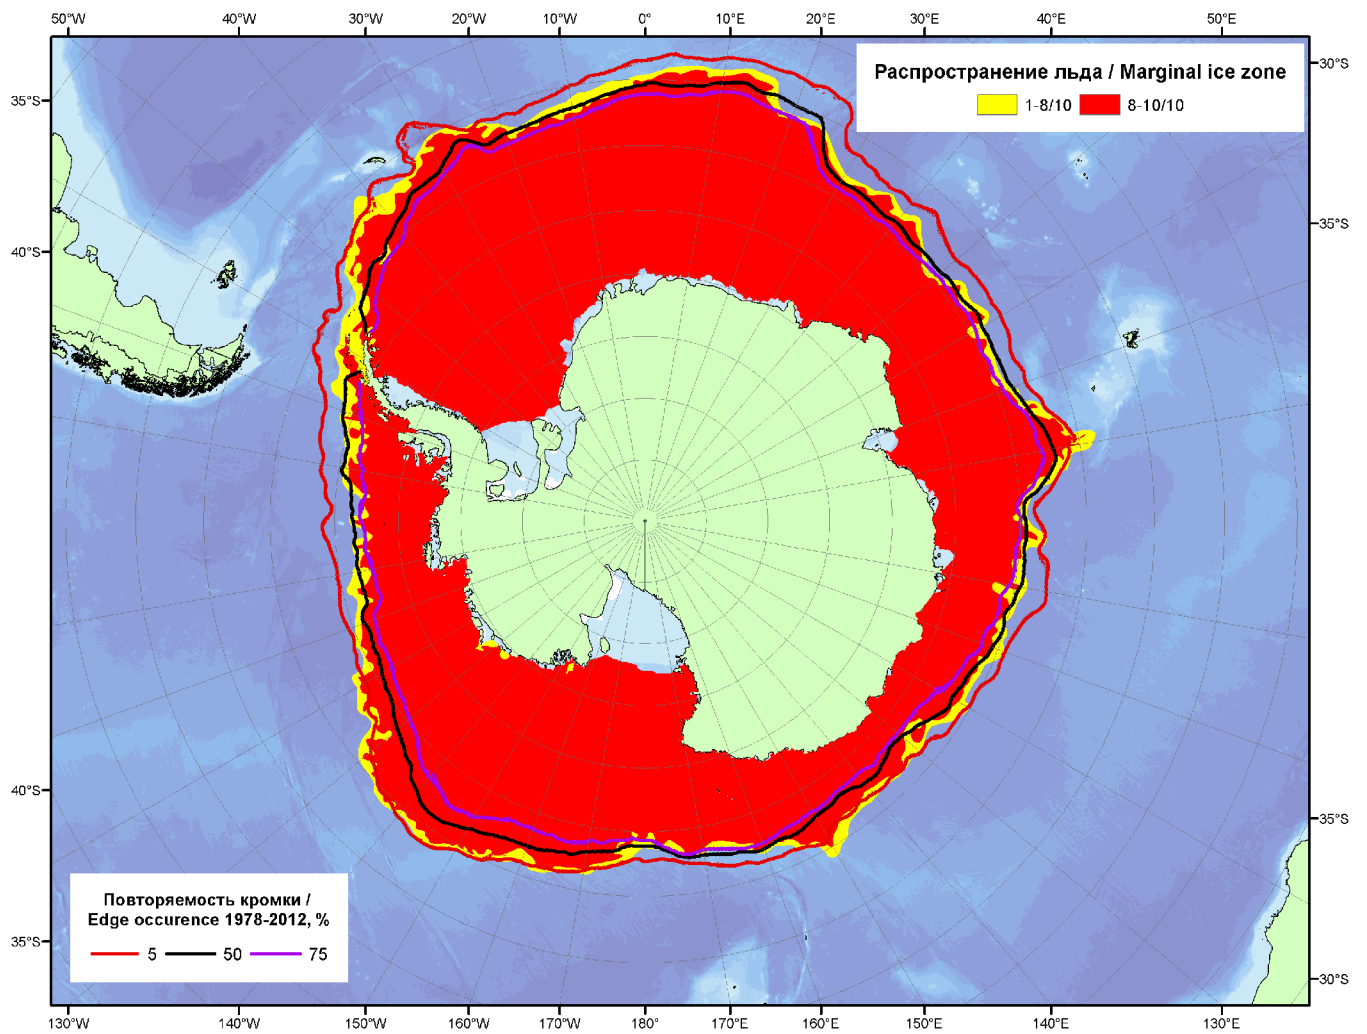 50°W 40°W 30°W 20°W 10°W 0° 10°E 20°E 30°E 40°E 50°E
30°S
Распространение льда / Marginal ice zone
1-8/10 8-10/10
35°S
35°S
40°S
40°S
35°S
Повторяемость кромки /
Edge occurence 1978-2012, %
5 50 75
35°S
30°S
130°W 140°W 150°W 160°W 170°W 180° 170°E 160°E 150°E 140°E 130°E